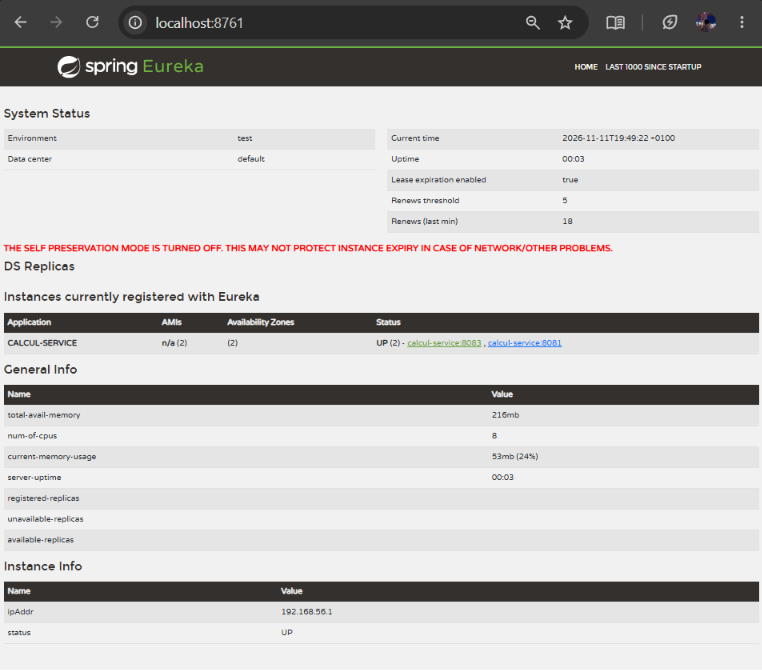 localhost:8761
spring Eureka
HOME LAST 1000 SINCE STARTUP
System Status
Environment test
Data center default
Current time 2026-11-11T19:49:22 +0100
Uptime 00:03
Lease expiration enabled true
Renews threshold 5
Renews (last min) 18
THE SELF PRESERVATION MODE IS TURNED OFF. THIS MAY NOT PROTECT INSTANCE EXPIRY IN CASE OF NETWORK/OTHER PROBLEMS.
DS Replicas
Instances currently registered with Eureka
Application AMIs Availability Zones Status
CALCUL-SERVICE n/a (2) (2) UP (2) - calcul-service:8083 , calcul-service:8081
General Info
Name Value
total-avail-memory 216mb
num-of-cpus 8
current-memory-usage 53mb (24%)
server-uptime 00:03
registered-replicas
unavailable-replicas
available-replicas
Instance Info
Name Value
ipAddr 192.168.56.1
status UP